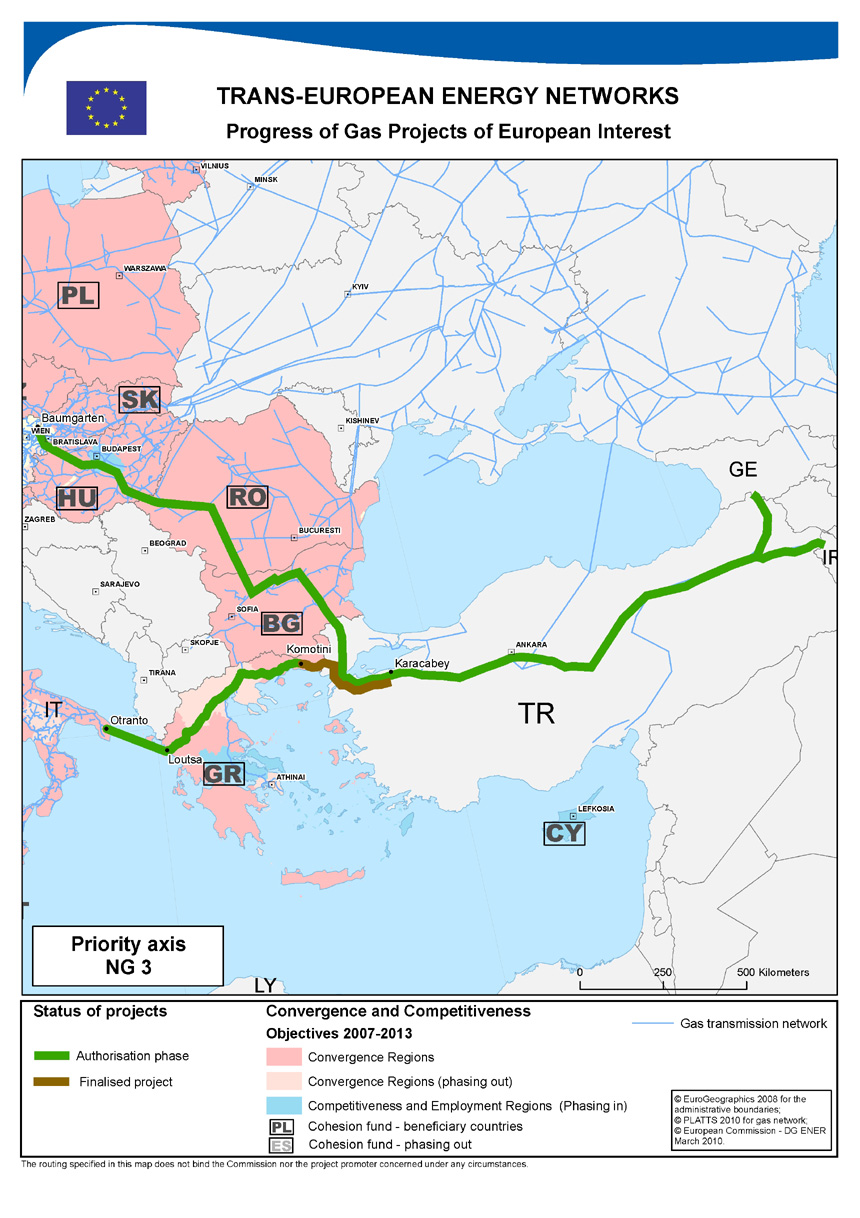 TRANS-EUROPEAN ENERGY NETWORKS
Progress of Gas Projects of European Interest
VILNIUS
MINSK
WARSZAWA
PL
KYIV
SK
Baumgarten
WIEN
KISHINEV
BRATISLAVA
BUDAPEST
GE
HU
RO
ZAGREB
BUCURESTI
BEOGRAD
IR
SARAJEVO
SOFIA
BG
SKOPJE
Komotini
ANKARA
Karacabey
TIRANA
IT
TR
Otranto
Loutsa
GR
ATHINAI
LEFKOSIA
CY
Priority axis
NG 3
LY
0 250 500 Kilometers
Status of projects
Authorisation phase
Finalised project
Convergence and Competitiveness
Objectives 2007-2013
Convergence Regions
Convergence Regions (phasing out)
Competitiveness and Employment Regions (Phasing in)
PL Cohesion fund - beneficiary countries
ES Cohesion fund - phasing out
Gas transmission network
© EuroGeographics 2008 for the
administrative boundaries;
© PLATTS 2010 for gas network;
© European Commission - DG ENER
March 2010.
The routing specified in this map does not bind the Commission nor the project promoter concerned under any circumstances.